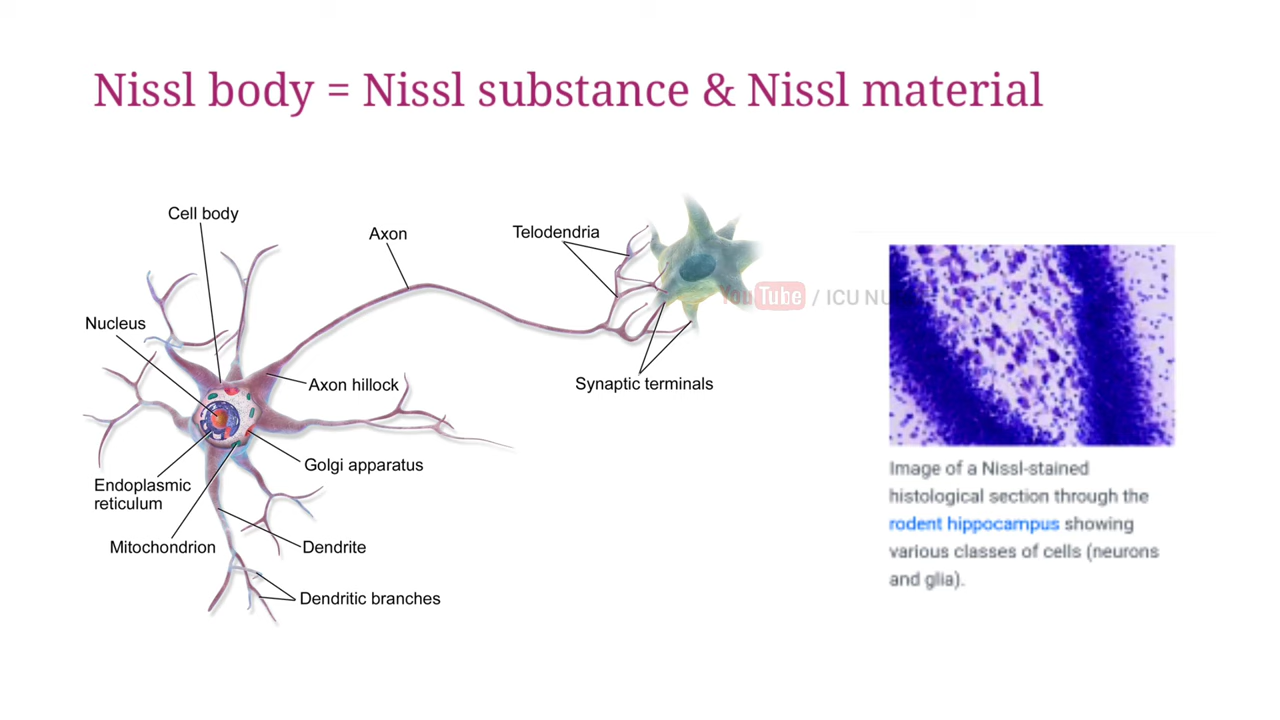 Nissl body = Nissl substance & Nissl material
Cell body
Axon
Telodendria
Nucleus
YouTube / ICU NU
Axon hillock
Synaptic terminals
Golgi apparatus
Endoplasmic
reticulum
Mitochondrion
Dendrite
Dendritic branches
Image of a Nissl-stained
histological section through the
rodent hippocampus showing
various classes of cells (neurons
and glia).